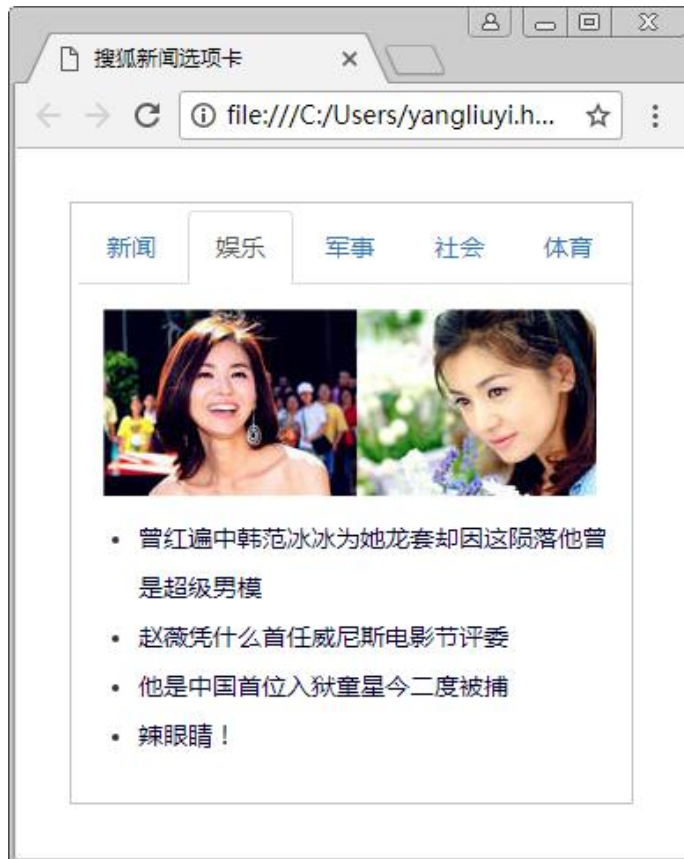 搜狐新闻选项卡
file:///C:/Users/yangliuyi.h...
新闻 娱乐 军事 社会 体育
曾红遍中韩范冰冰为她龙套却因这陨落他曾
是超级男模
赵薇凭什么首任威尼斯电影节评委
他是中国首位入狱童星今二度被捕
辣眼睛！